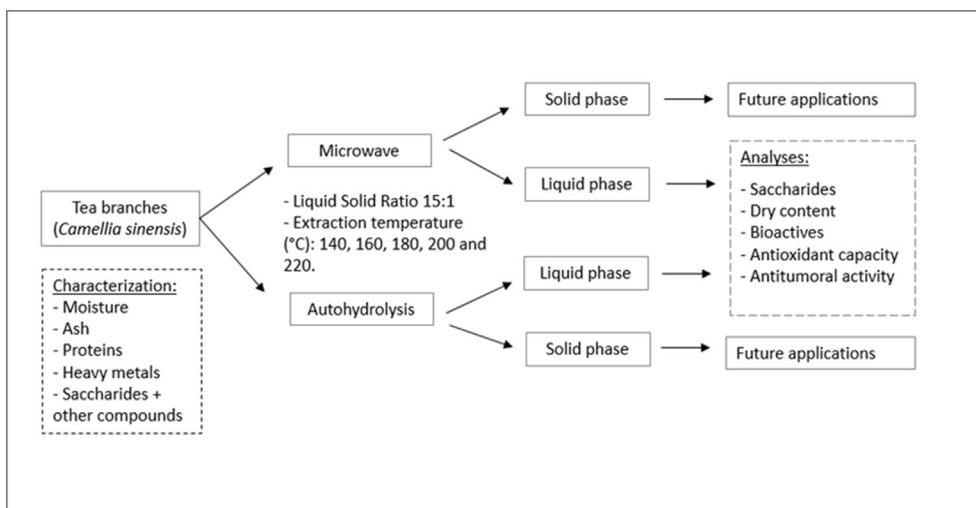 Tea branches
(Camellia sinensis)
Characterization:
- Moisture
- Ash
- Proteins
- Heavy metals
- Saccharides +
other compounds
Microwave
- Liquid Solid Ratio 15:1
- Extraction temperature
(°C): 140, 160, 180, 200 and
220.
Autohydrolysis
Solid phase
Liquid phase
Liquid phase
Solid phase
Future applications
Analyses:
- Saccharides
- Dry content
- Bioactives
- Antioxidant capacity
- Antitumoral activity
Future applications